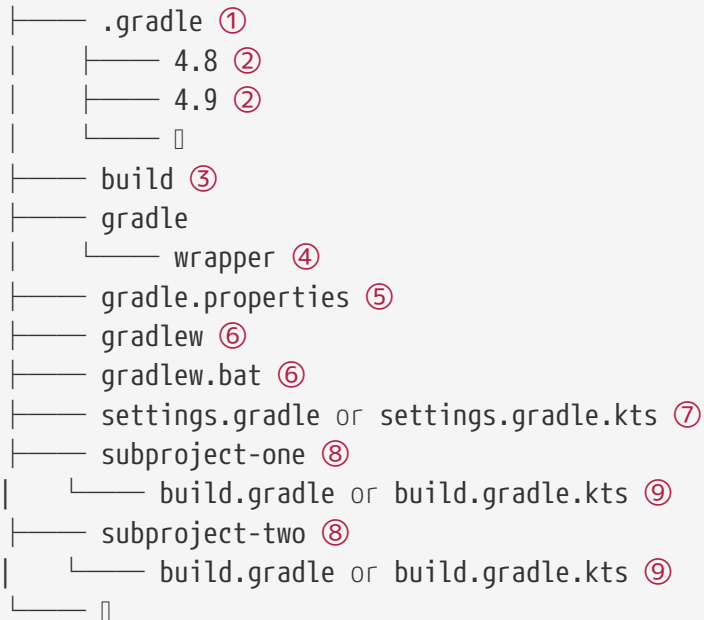 ├── .gradle ①
│   ├── 4.8 ②
│   ├── 4.9 ②
│   └── ▯
├── build ③
├── gradle
│   └── wrapper ④
├── gradle.properties ⑤
├── gradlew ⑥
├── gradlew.bat ⑥
├── settings.gradle or settings.gradle.kts ⑦
├── subproject-one ⑧
|   └── build.gradle or build.gradle.kts ⑨
├── subproject-two ⑧
|   └── build.gradle or build.gradle.kts ⑨
└── ▯